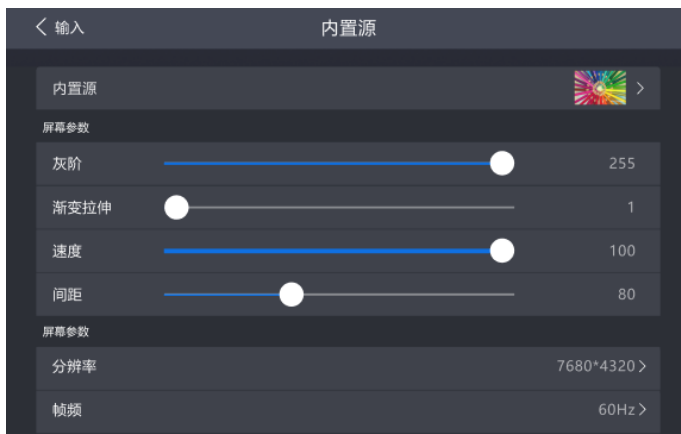 输入
内置源
内置源
屏幕参数
灰阶 255
渐变拉伸 1
速度 100
间距 80
屏幕参数
分辨率 7680*4320
帧频 60Hz